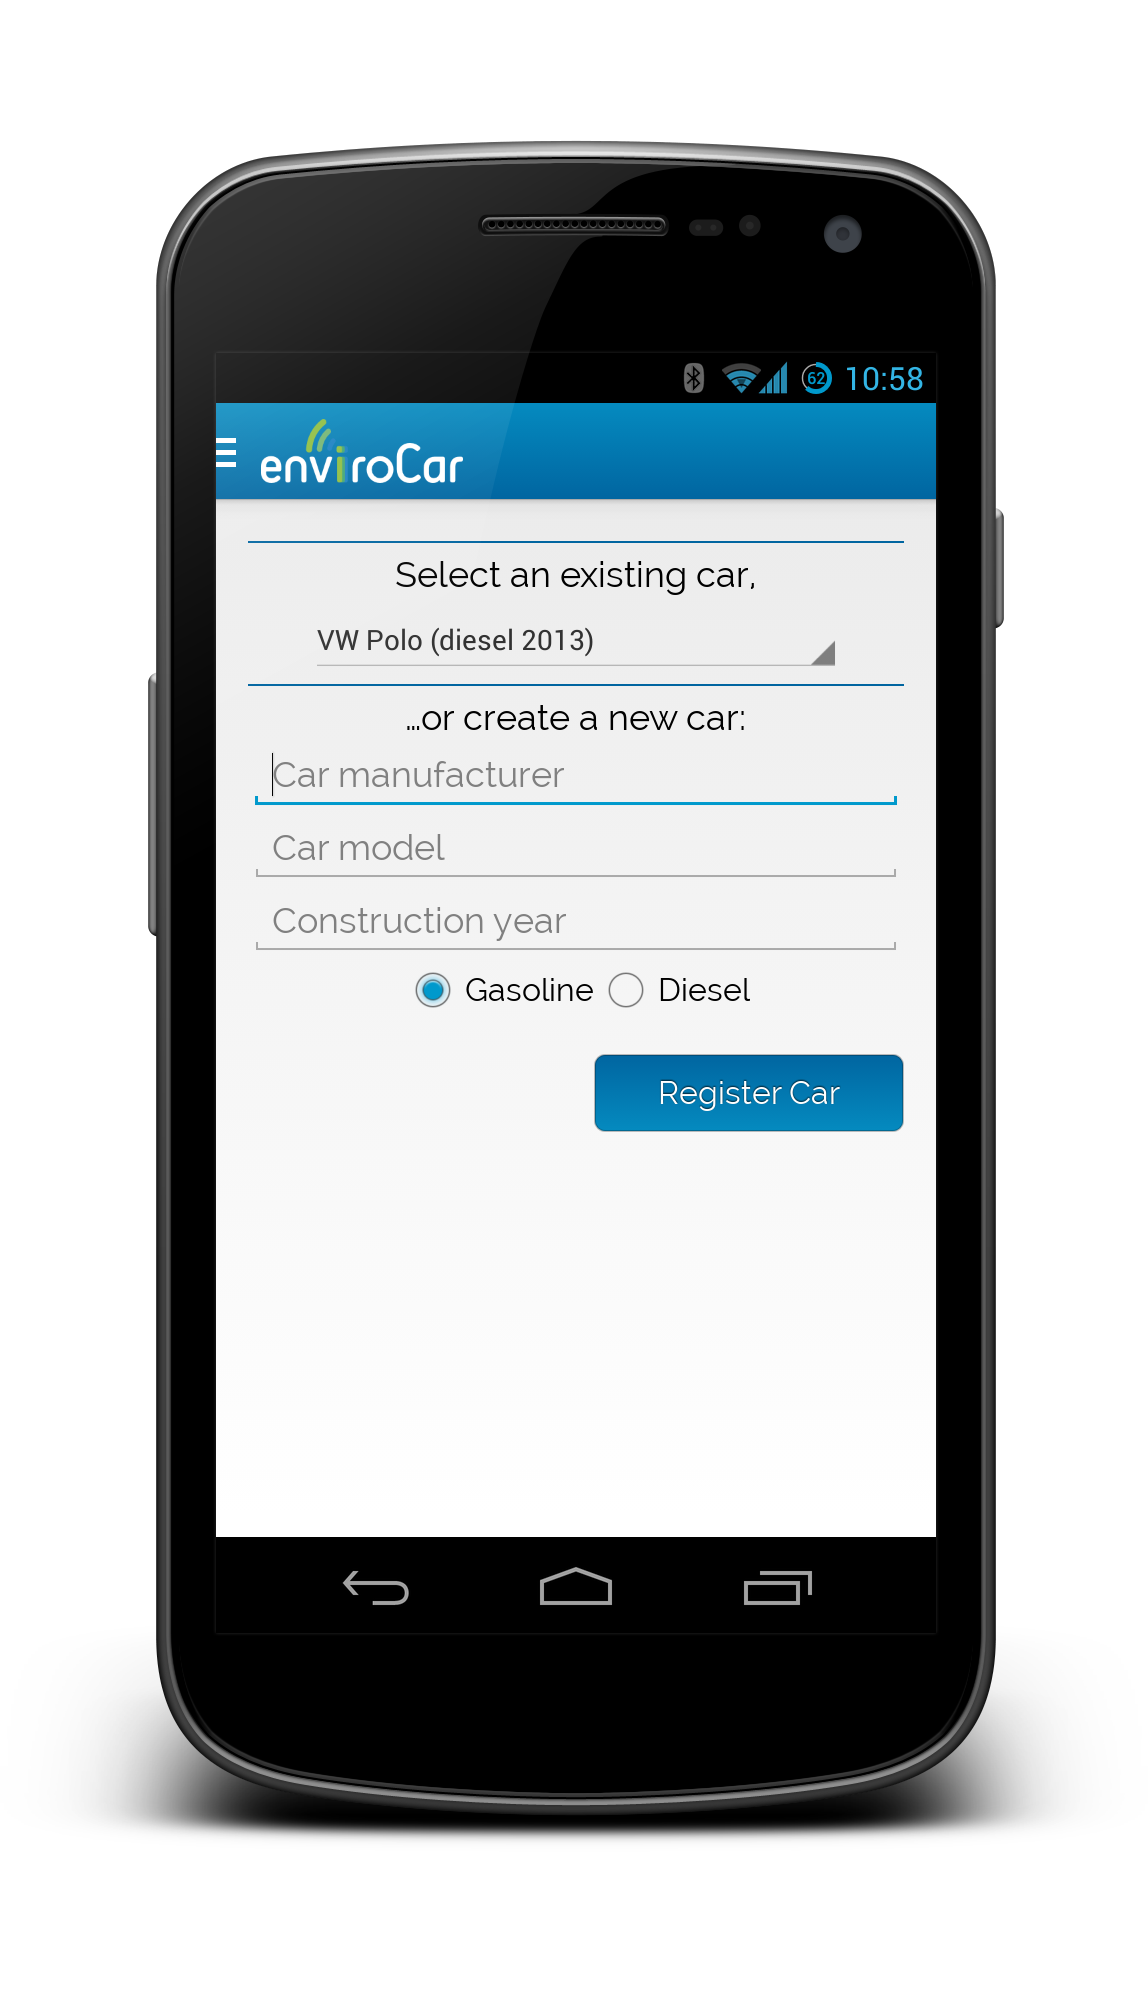 62 10:58
enviroCar
Select an existing car,
VW Polo (diesel 2013)
...or create a new car:
Car manufacturer
Car model
Construction year
Gasoline Diesel
Register Car